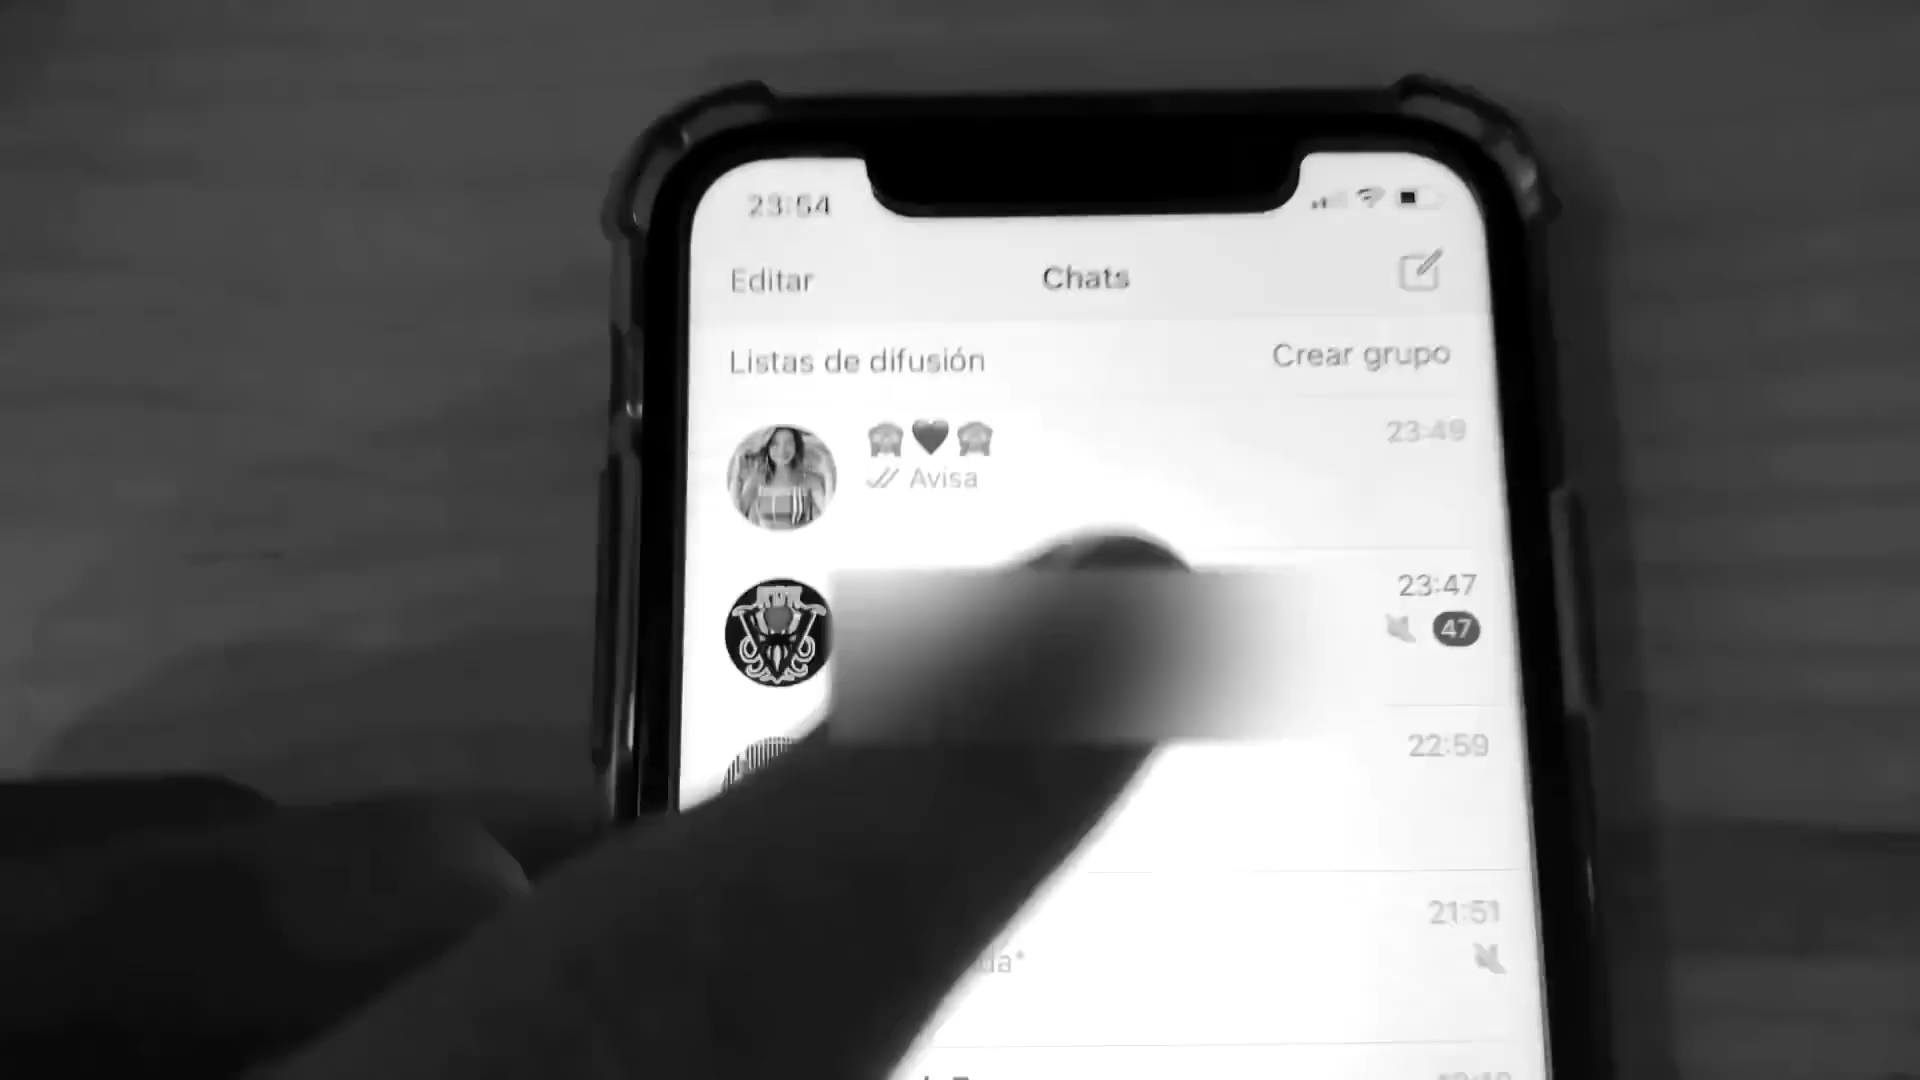 23:54
Editar
Chats
Listas de difusión
Crear grupo
23:49
Avisa
23:47
47
22:59
21:51